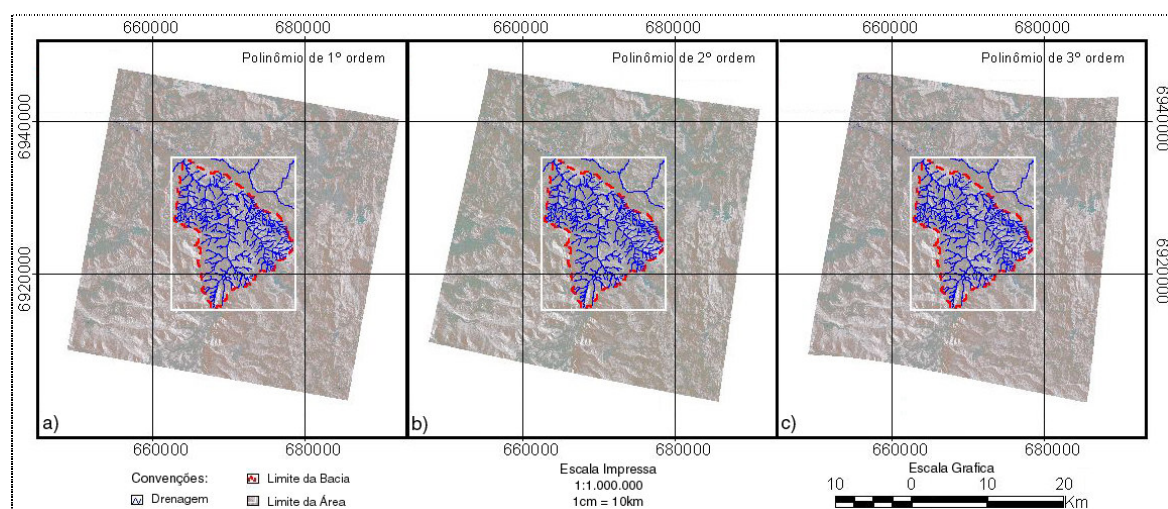 660000 680000 660000 680000 660000 680000
Polinômio de 1º ordem
Polinômio de 2º ordem
Polinômio de 3º ordem
6940000
6940000
6920000
6920000
a)
b)
c)
660000 680000 660000 680000 660000 680000
Convenções:
Limite da Bacia
Drenagem
Limite da Área
Escala Impressa
1:1.000.000
1cm = 10km
Escala Grafica
10 0 10 20
Km